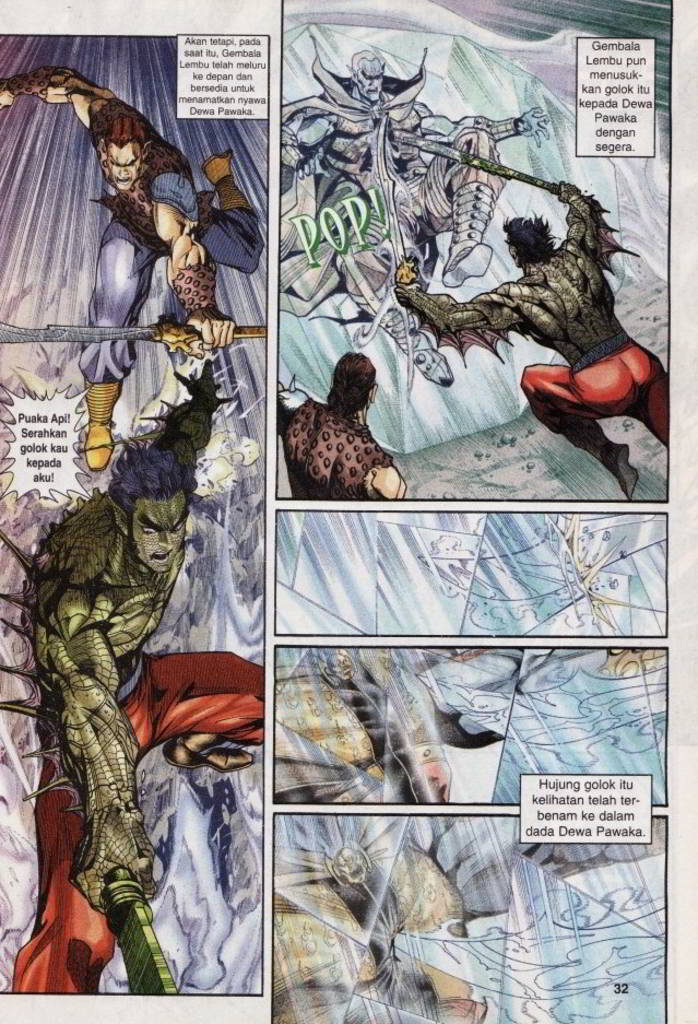 Akan tetapi, pada
saat itu, Gembala
Lembu telah meluru
ke depan dan
bersedia untuk
menamatkan nyawa
Dewa Pawaka.
Puaka Api!
Serahkan
golok kau
kepada
aku!
Gembala
Lembu pun
menusuk-
kan golok itu
kepada Dewa
Pawaka
dengan
segera.
POP!
Hujung golok itu
kelihatan telah ter-
benam ke dalam
dada Dewa Pawaka.
32